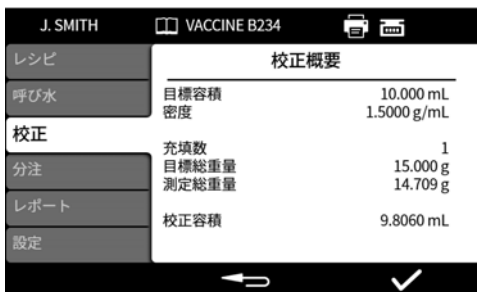 J. SMITH VACCINE B234
レシピ
呼び水
校正
分注
レポート
設定
校正概要
目標容積 10.000 mL
密度 1.5000 g/mL
充填数 1
目標総重量 15.000 g
測定総重量 14.709 g
校正容積 9.8060 mL